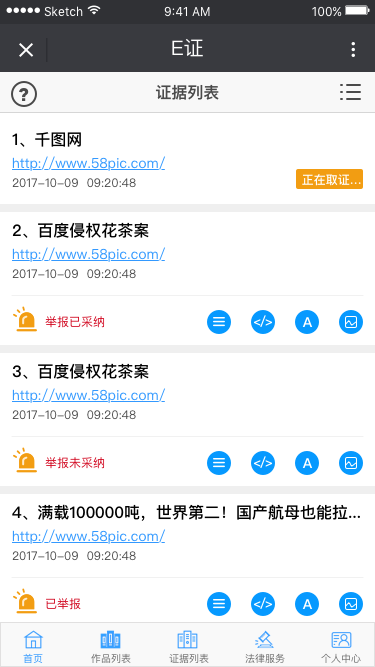 Sketch 9:41 AM 100%
E证
? 证据列表
1、千图网
http://www.58pic.com/
2017-10-09 09:20:48 正在取证...
2、百度侵权花茶案
http://www.58pic.com/
2017-10-09 09:20:48
举报已采纳 </> A
3、百度侵权花茶案
http://www.58pic.com/
2017-10-09 09:20:48
举报未采纳 </> A
4、满载100000吨，世界第二！国产航母也能拉...
http://www.58pic.com/
2017-10-09 09:20:48
已举报 </> A
首页 作品列表 证据列表 法律服务 个人中心